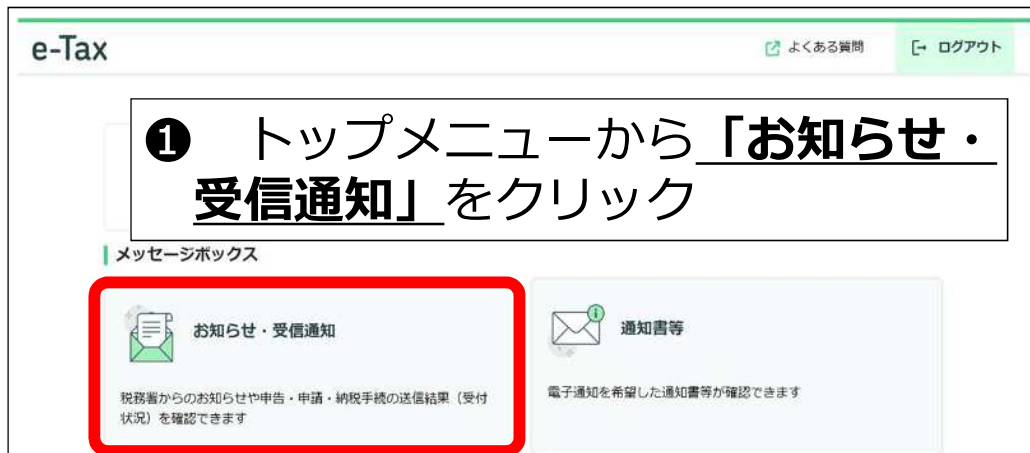 e-Tax
よくある質問
ログアウト
❶ トップメニューから「お知らせ・
受信通知」をクリック
メッセージボックス
お知らせ・受信通知
税務署からのお知らせや申告・申請・納税手続の送信結果（受付
状況）を確認できます
通知書等
電子通知を希望した通知書等が確認できます